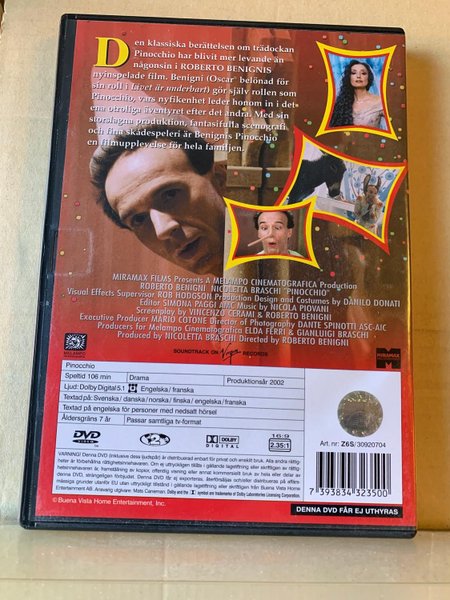 Den klassiska berättelsen om trädockan
Pinocchio har blivit mer levande än
någonsin i ROBERTO BENIGNIS
nyinspelade film. Benigni (Oscar® belönad för
sin roll i Livet är underbart) gör själv rollen som
Pinocchio, vars nyfikenhet leder honom in i det
ena otroliga äventyret efter det andra. Med sin
storslagna produktion, fantasifulla scenografi
och fina skådespeleri är Benignis Pinocchio
en filmupplevelse för hela familjen.
MIRAMAX FILMS Presents A MELAMPO CINEMATOGRAFICA Production
ROBERTO BENIGNI NICOLETTA BRASCHI "PINOCCHIO"
Visual Effects Supervisor ROB HODGSON Production Design and Costumes by DANILO DONATI
Editor SIMONA PAGGI AMC Music by NICOLA PIOVANI
Screenplay by VINCENZO CERAMI & ROBERTO BENIGNI
Executive Producer MARIO COTONE Director of Photography DANTE SPINOTTI ASC-AIC
Producers for Melampo Cinematografica ELDA FERRI & GIANLUIGI BRASCHI
Produced by NICOLETTA BRASCHI Directed by ROBERTO BENIGNI
MELAMPO
SOUNDTRACK ON Virgin RECORDS
MIRAMAX
Pinocchio
Speltid 106 min Drama Produktionsår 2002
Ljud: Dolby Digital 5.1 Engelska / franska
Textad på: Svenska / danska / norska / finska / engelska / franska
Textad på engelska för personer med nedsatt hörsel
Åldersgräns 7 år Passar samtliga tv-format
DVD VIDEO 2 DOLBY DIGITAL 16:9 2.35:1
Art. nr: Z6S/30920704
7 393834 323500
© Buena Vista Home Entertainment, Inc.
DENNA DVD FÅR EJ UTHYRAS